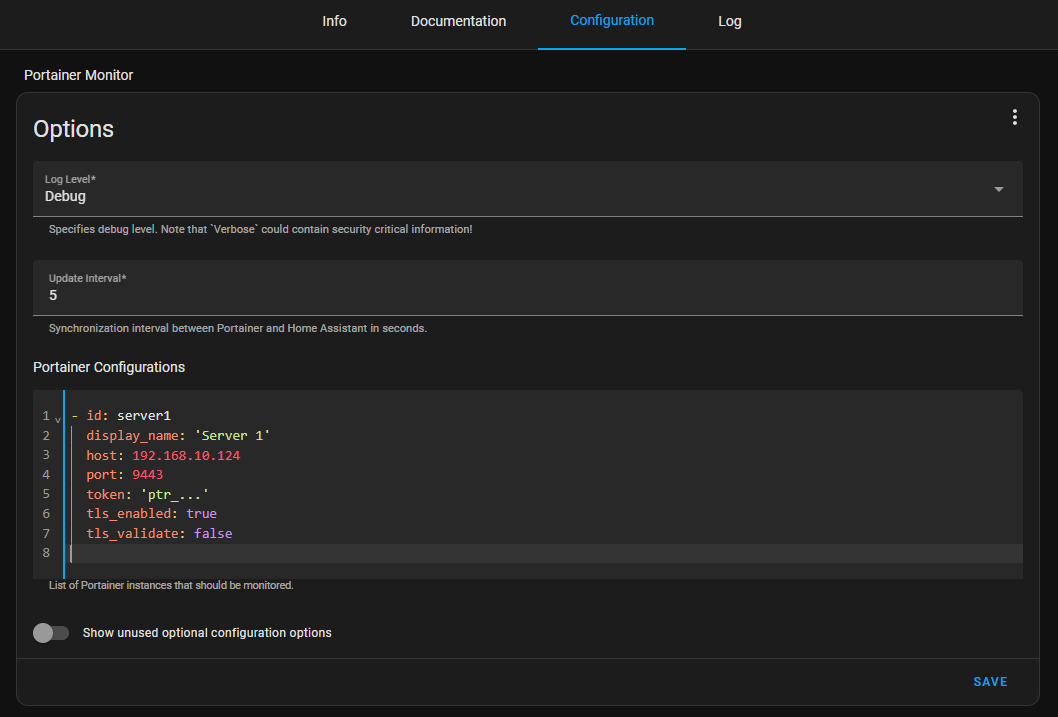 Info Documentation Configuration Log
Portainer Monitor
Options
Log Level*
Debug
Specifies debug level. Note that `Verbose` could contain security critical information!
Update Interval*
5
Synchronization interval between Portainer and Home Assistant in seconds.
Portainer Configurations
1 - id: server1
2 display_name: 'Server 1'
3 host: 192.168.10.124
4 port: 9443
5 token: 'ptr_...'
6 tls_enabled: true
7 tls_validate: false
8
List of Portainer instances that should be monitored.
Show unused optional configuration options
SAVE